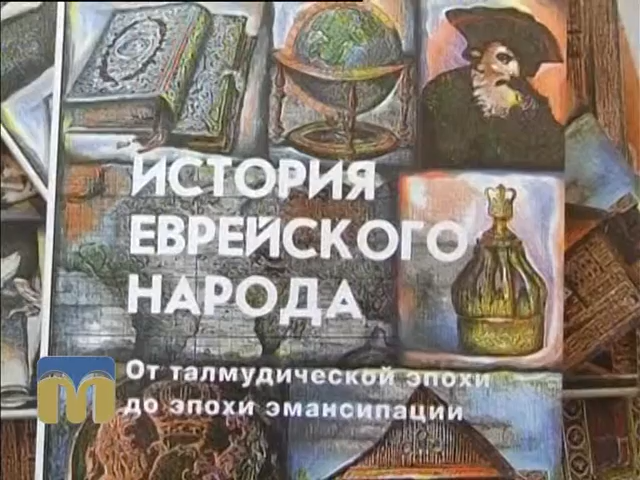 ИСТОРИЯ
ЕВРЕЙСКОГО
НАРОДА
От талмудической эпохи
до эпохи эмансипации
М